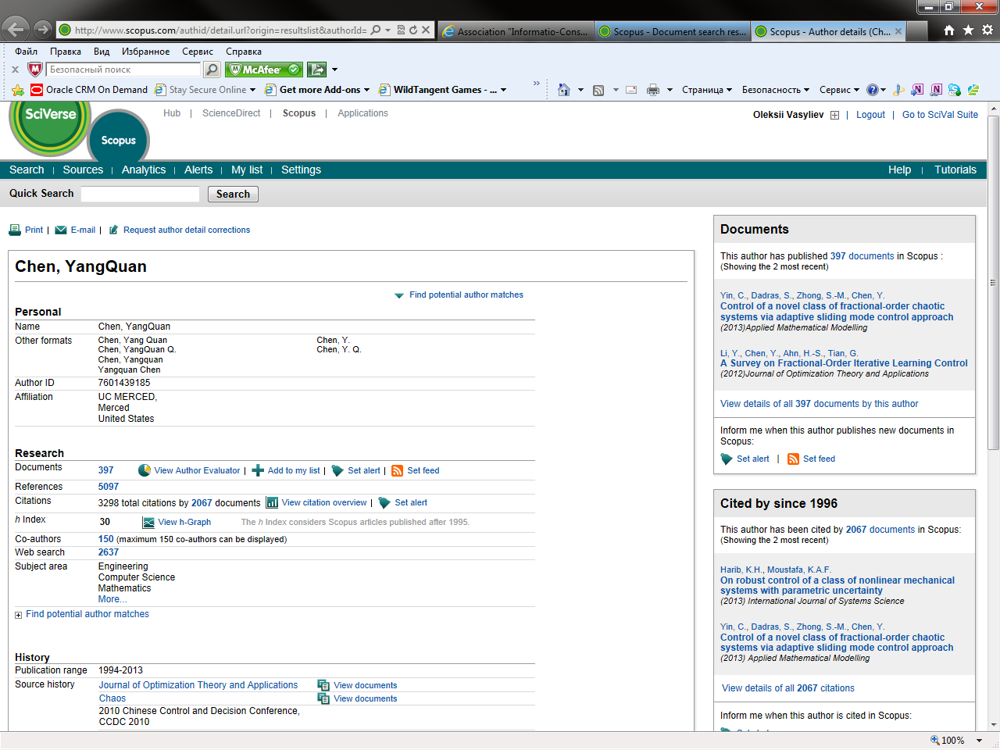 http://www.scopus.com/authid/detail.url?origin=resultslist&authorId=
Association "Informatio-Cons...
Scopus - Document search res...
Scopus - Author details (Ch...
Файл Правка Вид Избранное Сервис Справка
Безопасный поиск
McAfee
Oracle CRM On Demand
Stay Secure Online
Get more Add-ons
WildTangent Games - ...
Страница
Безопасность
Сервис
SciVerse
Scopus
Hub | ScienceDirect | Scopus | Applications
Oleksii Vasyliev | Logout | Go to SciVal Suite
Search | Sources | Analytics | Alerts | My list | Settings
Help | Tutorials
Quick Search
Search
Print | E-mail | Request author detail corrections
Chen, YangQuan
Find potential author matches
Personal
Name Chen, YangQuan
Other formats Chen, Yang Quan Chen, Y.
Chen, YangQuan Q. Chen, Y. Q.
Chen, Yangquan
Yangquan Chen
Author ID 7601439185
Affiliation UC MERCED,
Merced
United States
Research
Documents 397 View Author Evaluator | Add to my list | Set alert | Set feed
References 5097
Citations 3298 total citations by 2067 documents View citation overview | Set alert
h Index 30 View h-Graph The h Index considers Scopus articles published after 1995.
Co-authors 150 (maximum 150 co-authors can be displayed)
Web search 2637
Subject area Engineering
Computer Science
Mathematics
More...
Find potential author matches
History
Publication range 1994-2013
Source history Journal of Optimization Theory and Applications View documents
Chaos View documents
2010 Chinese Control and Decision Conference,
CCDC 2010
Documents
This author has published 397 documents in Scopus :
(Showing the 2 most recent)
Yin, C., Dadras, S., Zhong, S.-M., Chen, Y.
Control of a novel class of fractional-order chaotic
systems via adaptive sliding mode control approach
(2013)Applied Mathematical Modelling
Li, Y., Chen, Y., Ahn, H.-S., Tian, G.
A Survey on Fractional-Order Iterative Learning Control
(2012)Journal of Optimization Theory and Applications
View details of all 397 documents by this author
Inform me when this author publishes new documents in
Scopus:
Set alert | Set feed
Cited by since 1996
This author has been cited by 2067 documents in Scopus:
(Showing the 2 most recent)
Harib, K.H., Moustafa, K.A.F.
On robust control of a class of nonlinear mechanical
systems with parametric uncertainty
(2013) International Journal of Systems Science
Yin, C., Dadras, S., Zhong, S.-M., Chen, Y.
Control of a novel class of fractional-order chaotic
systems via adaptive sliding mode control approach
(2013) Applied Mathematical Modelling
View details of all 2067 citations
Inform me when this author is cited in Scopus:
100%